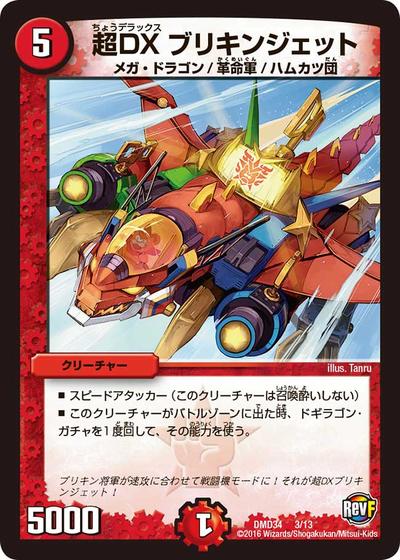 5
ちょうデラックス
超DX ブリキンジェット
かくめいぐん だん
メガ・ドラゴン / 革命軍 / ハムカツ団
illus. Tanru
クリーチャー
しょうかん よ
■ スピードアタッカー (このクリーチャーは召喚酔いしない)
■ このクリーチャーがバトルゾーンに出た時、ドギラゴン・
ガチャを1度回して、その能力を使う。
ブリキン将軍が速攻に合わせて戦闘機モードに！それが超DXブリ
キンジェット！
5000
1
DMD34 3/13
©2016 Wizards/Shogakukan/Mitsui-Kids
RevF